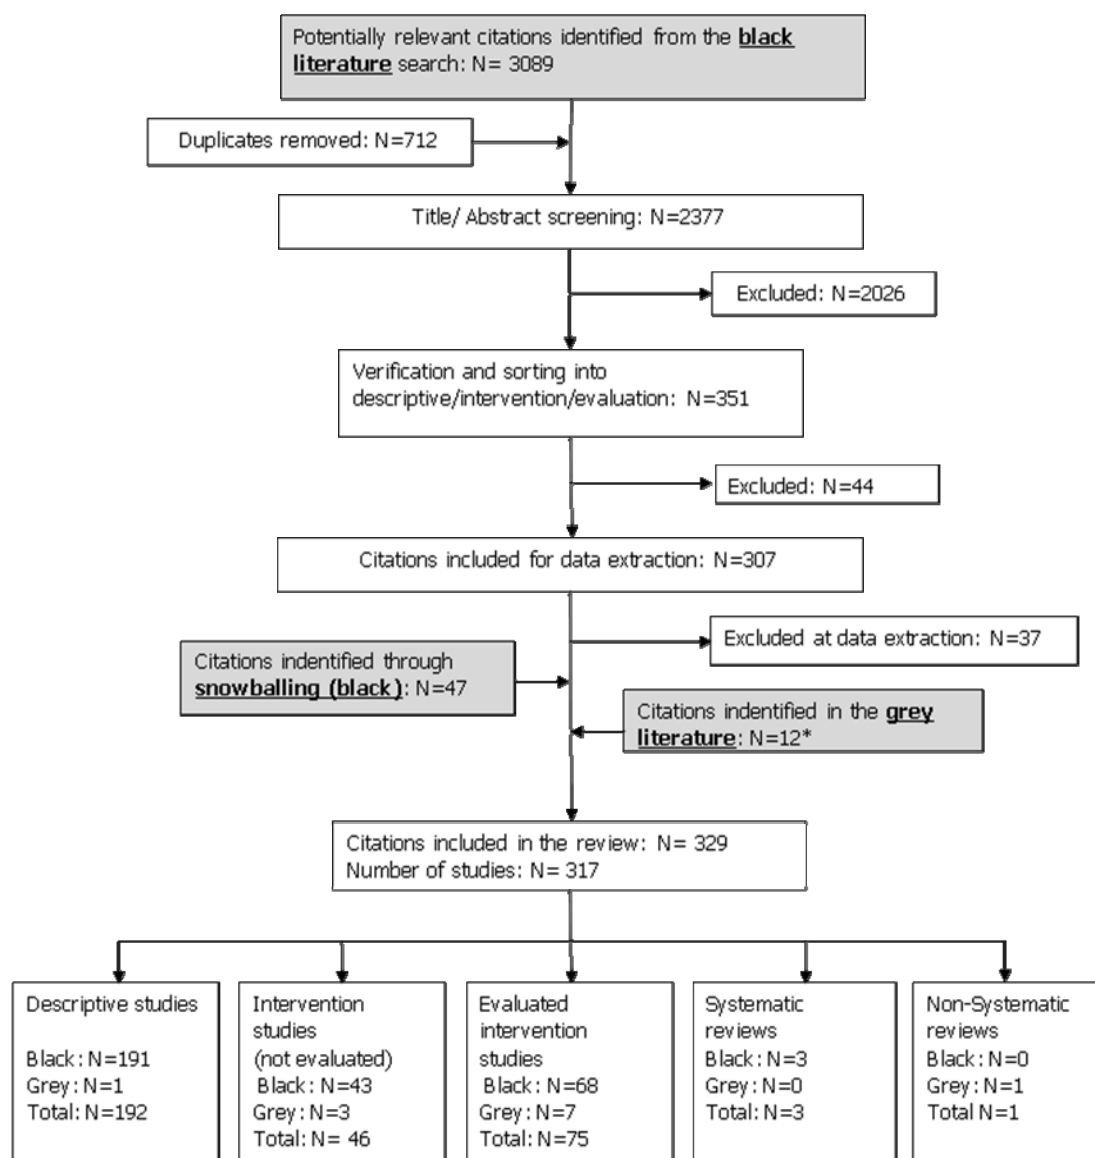 Potentially relevant citations identified from the black
literature search: N= 3089
Duplicates removed: N=712
Title/ Abstract screening: N=2377
Excluded: N=2026
Verification and sorting into
descriptive/intervention/evaluation: N=351
Excluded: N=44
Citations included for data extraction: N=307
Excluded at data extraction: N=37
Citations indentified through
snowballing (black): N=47
Citations indentified in the grey
literature: N=12*
Citations included in the review: N= 329
Number of studies: N= 317
Descriptive studies
Black: N=191
Grey: N=1
Total: N=192
Intervention
studies
(not evaluated)
Black: N=43
Grey: N=3
Total: N= 46
Evaluated
intervention
studies
Black: N=68
Grey: N=7
Total: N=75
Systematic
reviews
Black: N=3
Grey: N=0
Total: N=3
Non-Systematic
reviews
Black: N=0
Grey: N=1
Total N=1